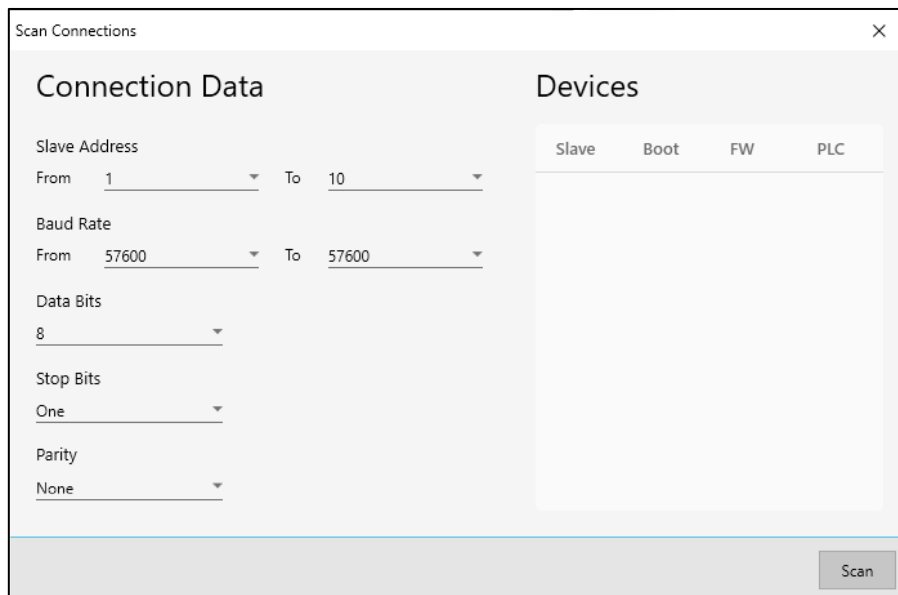 Scan Connections
Connection Data
Slave Address
From 1 To 10
Baud Rate
From 57600 To 57600
Data Bits
8
Stop Bits
One
Parity
None
Devices
Slave Boot FW PLC
Scan